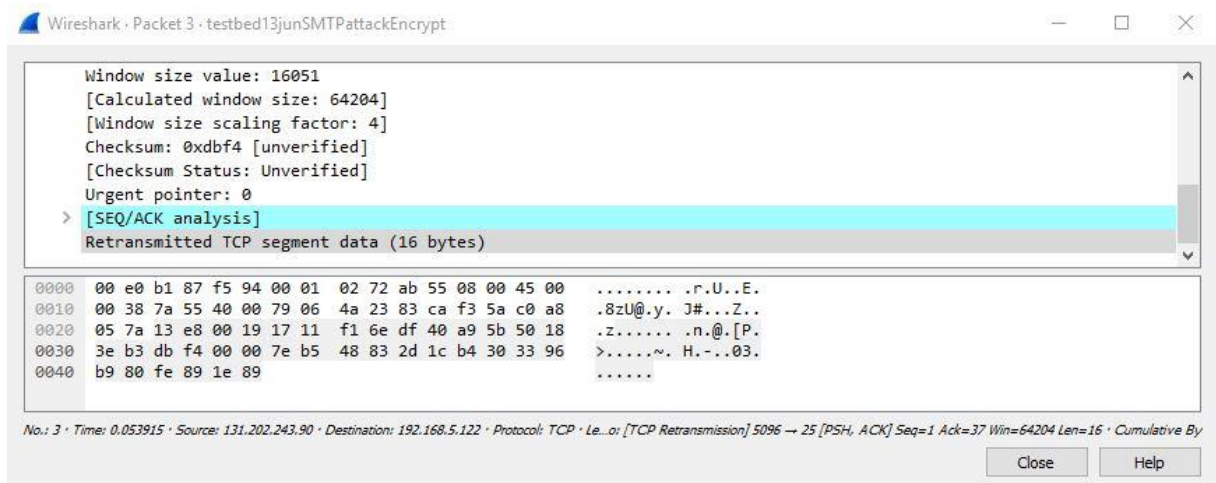 Wireshark · Packet 3 · testbed13junSMTPattackEncrypt
Window size value: 16051
[Calculated window size: 64204]
[Window size scaling factor: 4]
Checksum: 0xdbf4 [unverified]
[Checksum Status: Unverified]
Urgent pointer: 0
> [SEQ/ACK analysis]
Retransmitted TCP segment data (16 bytes)
0000 00 e0 b1 87 f5 94 00 01 02 72 ab 55 08 00 45 00 ........ .r.U..E.
0010 00 38 7a 55 40 00 79 06 4a 23 83 ca f3 5a c0 a8 .8zU@.y. J#...Z..
0020 05 7a 13 e8 00 19 17 11 f1 6e df 40 a9 5b 50 18 .z...... .n.@.[P.
0030 3e b3 db f4 00 00 7e b5 48 83 2d 1c b4 30 33 96 >.....~. H.-..03.
0040 b9 80 fe 89 1e 89 ......
No.: 3 · Time: 0.053915 · Source: 131.202.243.90 · Destination: 192.168.5.122 · Protocol: TCP · Le...o: [TCP Retransmission] 5096 → 25 [PSH, ACK] Seq=1 Ack=37 Win=64204 Len=16 · Cumulative By
Close Help